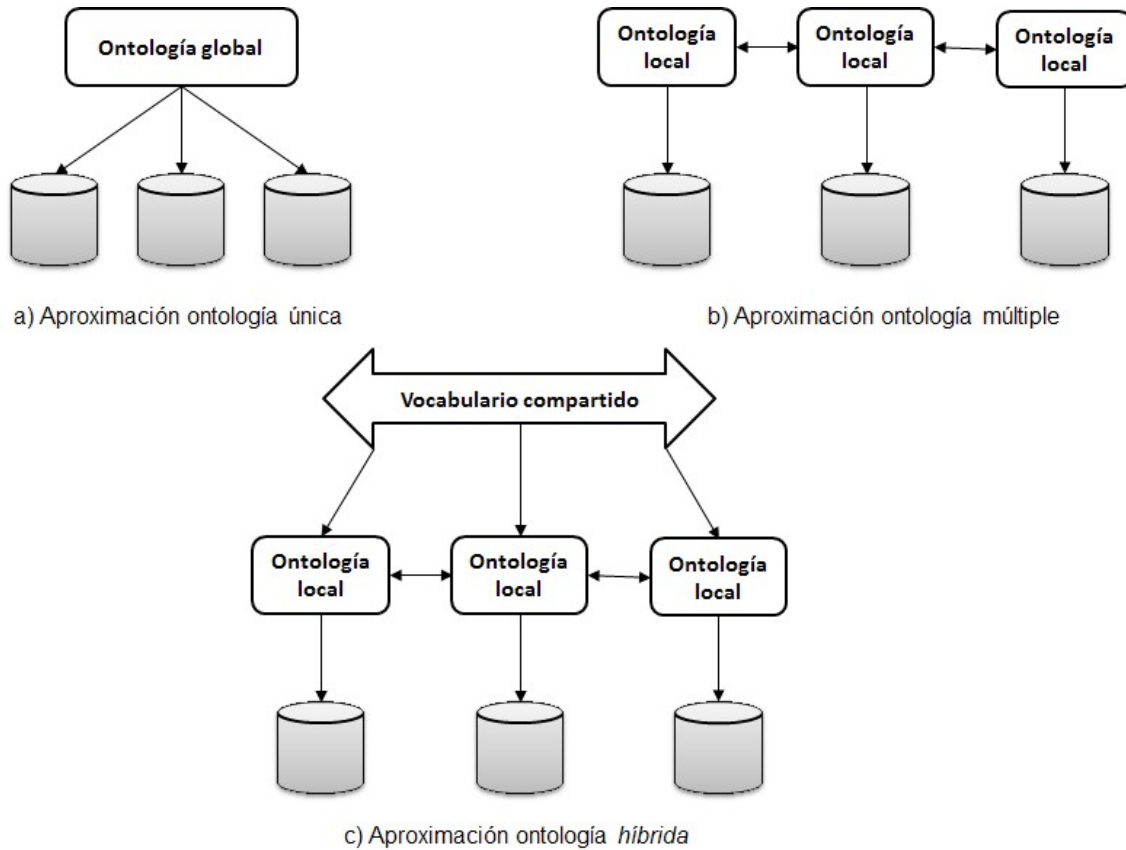 Ontología global
Ontología
local
Ontología
local
Ontología
local
a) Aproximación ontología única
b) Aproximación ontología múltiple
Vocabulario compartido
Ontología
local
Ontología
local
Ontología
local
c) Aproximación ontología híbrida